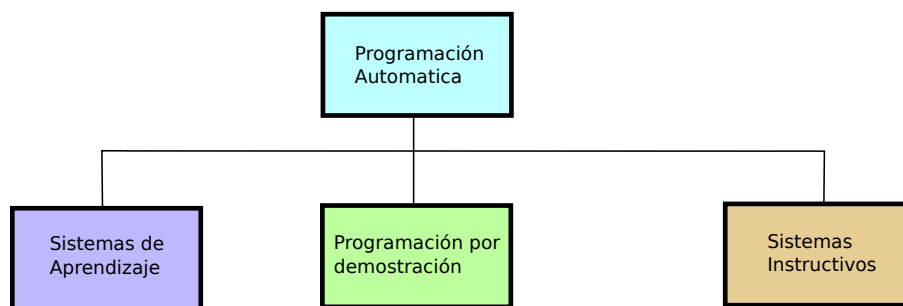 Programación
Automatica
Sistemas de
Aprendizaje
Programación por
demostración
Sistemas
Instructivos